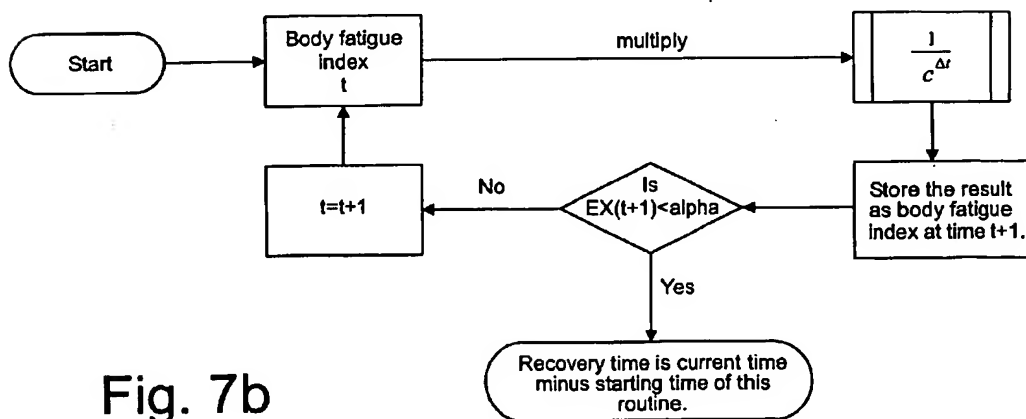 Start
Body fatigue
index
t
multiply
1
c^Δt
Store the result
as body fatigue
index at time t+1.
Is
EX(t+1)<alpha
No
t=t+1
Yes
Recovery time is current time
minus starting time of this
routine.
Fig. 7b